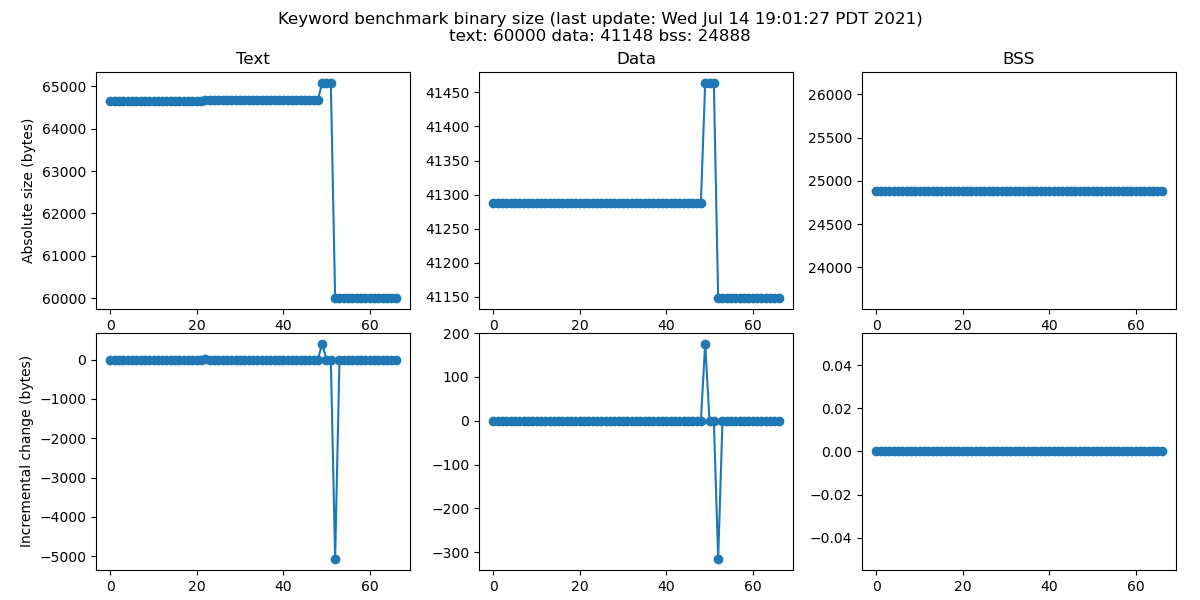 Keyword benchmark binary size (last update: Wed Jul 14 19:01:27 PDT 2021)
text: 60000 data: 41148 bss: 24888
Text
Data
BSS
Absolute size (bytes)
65000
64000
63000
62000
61000
60000
0 20 40 60
41450
41400
41350
41300
41250
41200
41150
0 20 40 60
26000
25500
25000
24500
24000
0 20 40 60
Incremental change (bytes)
0
−1000
−2000
−3000
−4000
−5000
0 20 40 60
200
100
0
−100
−200
−300
0 20 40 60
0.04
0.02
0.00
−0.02
−0.04
0 20 40 60